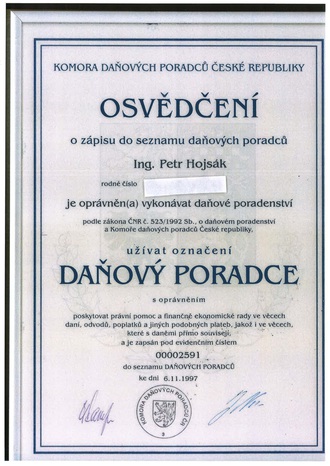 KOMORA DAŇOVÝCH PORADCŮ ČESKÉ REPUBLIKY
OSVĚDČENÍ
o zápisu do seznamu daňových poradců
Ing. Petr Hojsák
rodné číslo
je oprávněn(a) vykonávat daňové poradenství
podle zákona ČNR č. 523/1992 Sb., o daňovém poradenství
a Komoře daňových poradců České republiky,
užívat označení
DAŇOVÝ PORADCE
s oprávněním
poskytovat právní pomoc a finančně ekonomické rady ve věcech
daní, odvodů, poplatků a jiných podobných plateb, jakož i ve věcech,
které s daněmi přímo souvisejí,
a je zapsán pod evidenčním číslem
00002591
do seznamu DAŇOVÝCH PORADCŮ
ke dni 6.11.1997
KOMORA DAŇOVÝCH PORADCŮ ČR